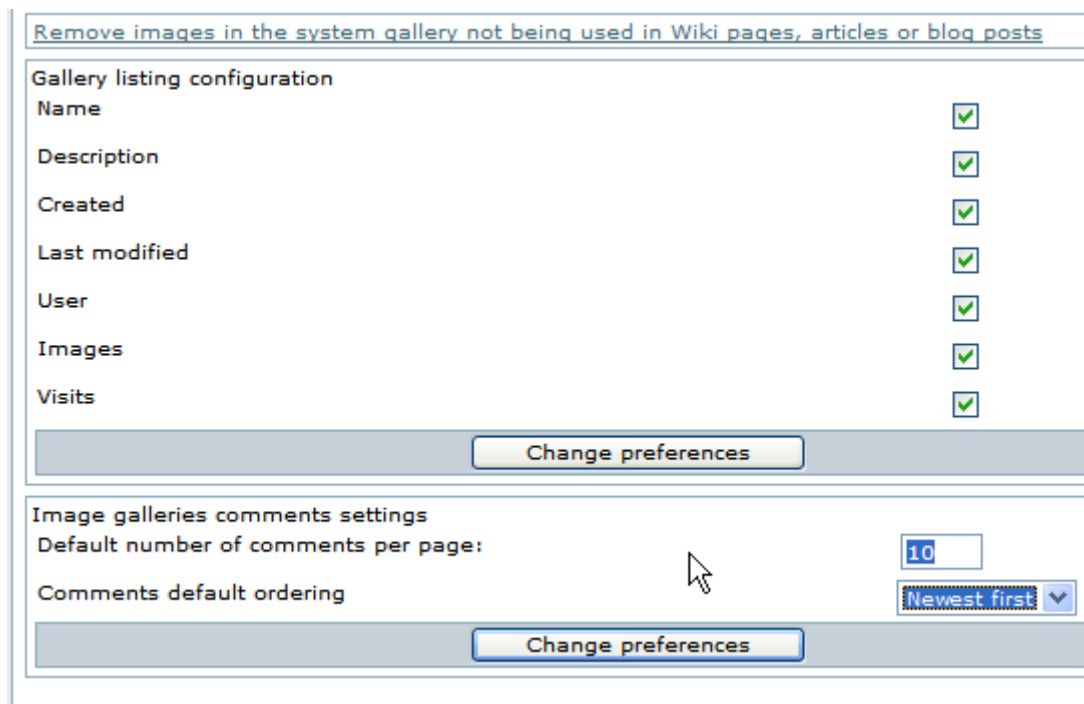 Remove images in the system gallery not being used in Wiki pages, articles or blog posts
Gallery listing configuration
Name
Description
Created
Last modified
User
Images
Visits
Change preferences
Image galleries comments settings
Default number of comments per page: 10
Comments default ordering Newest first
Change preferences